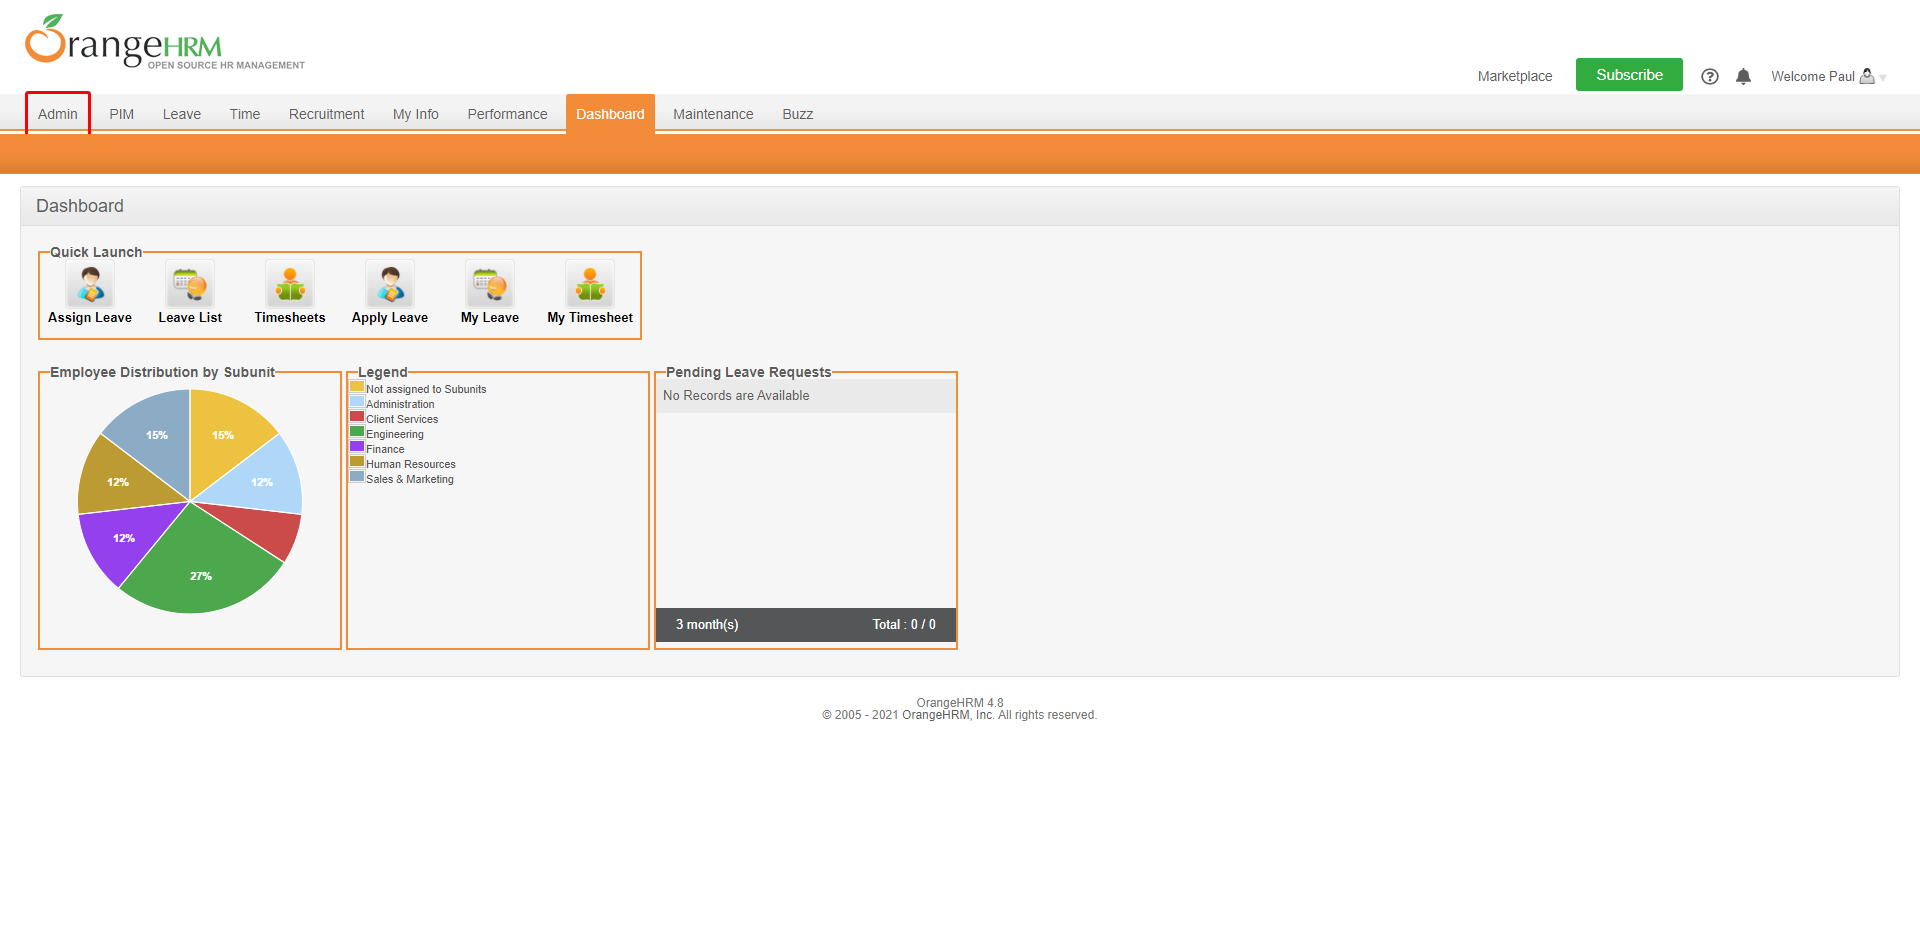 OrangeHRM
OPEN SOURCE HR MANAGEMENT
Marketplace
Subscribe
Welcome Paul
Admin PIM Leave Time Recruitment My Info Performance Dashboard Maintenance Buzz
Dashboard
Quick Launch
Assign Leave Leave List Timesheets Apply Leave My Leave My Timesheet
Employee Distribution by Subunit
15% 15%
12% 12%
12%
27%
Legend
Not assigned to Subunits
Administration
Client Services
Engineering
Finance
Human Resources
Sales & Marketing
Pending Leave Requests
No Records are Available
3 month(s) Total : 0 / 0
OrangeHRM 4.8
© 2005 - 2021 OrangeHRM, Inc. All rights reserved.